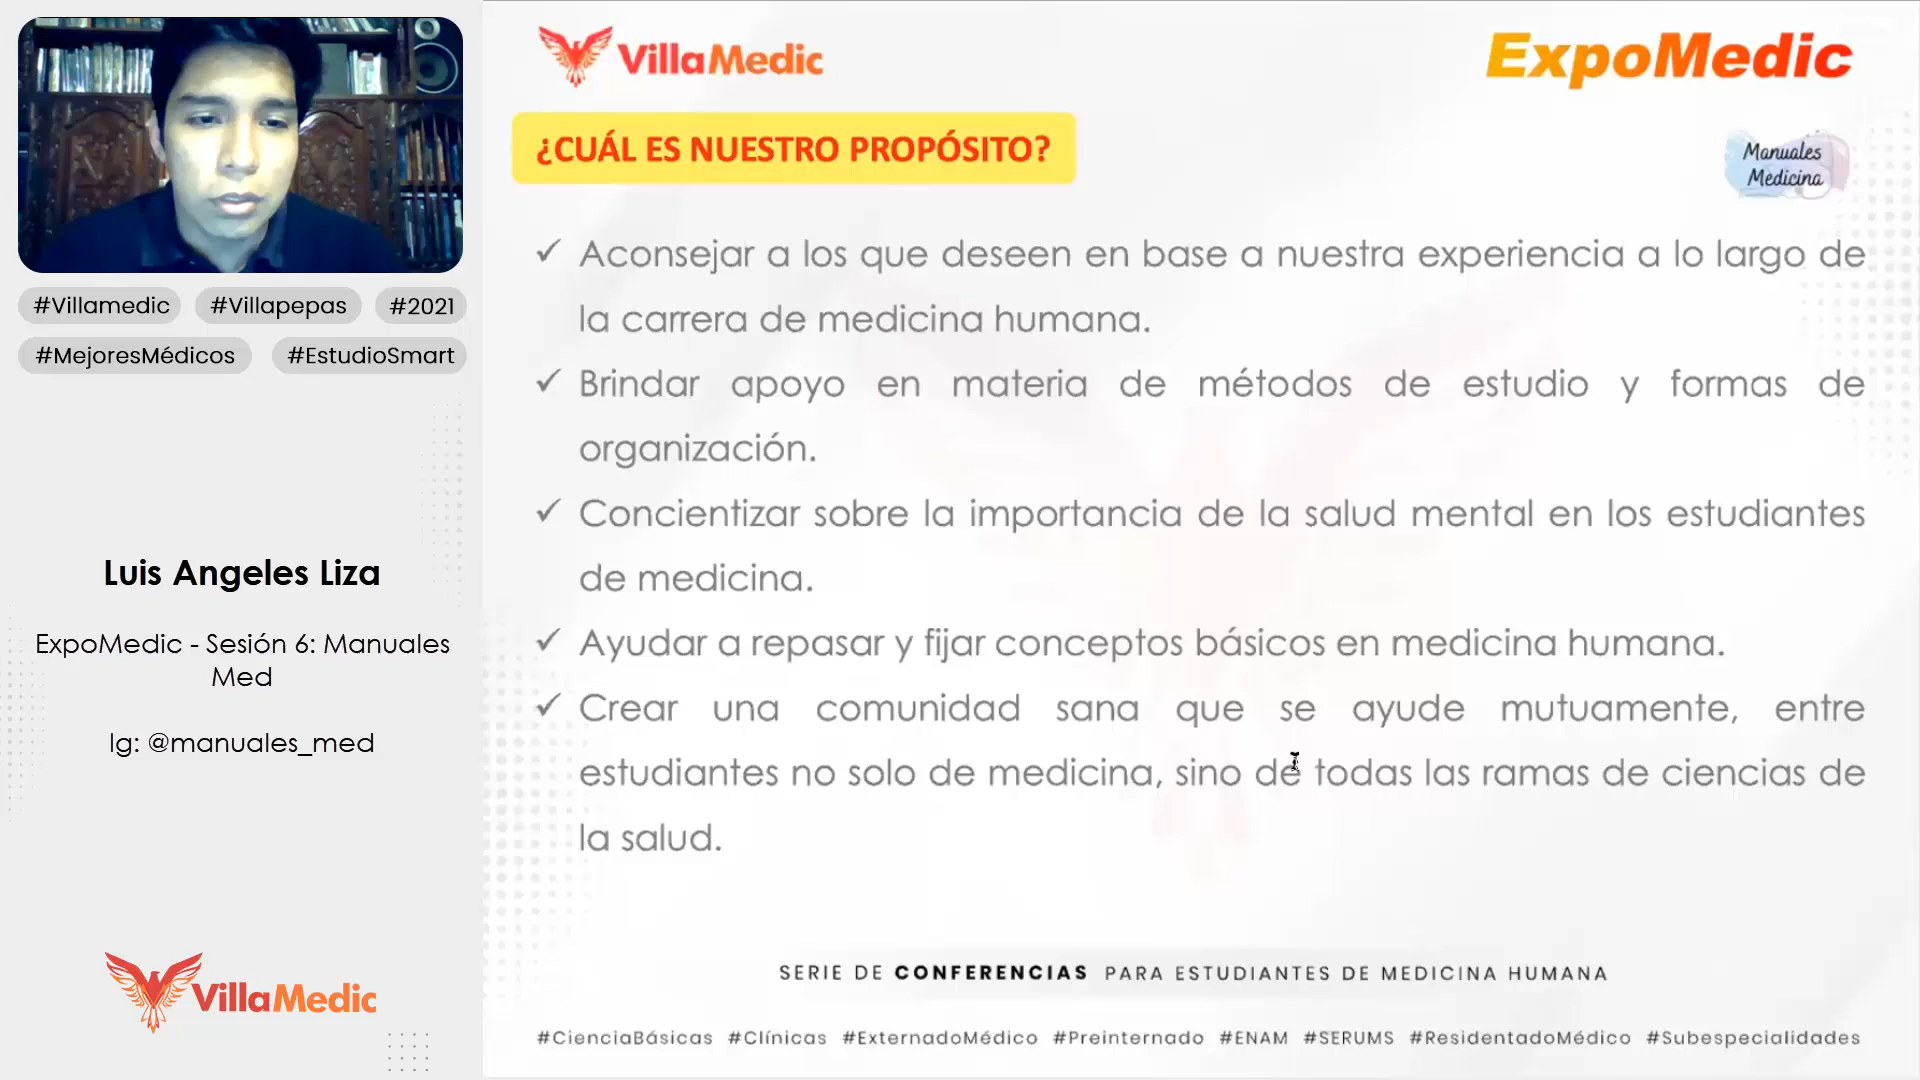 #Villamedic #Villapepas #2021
#MejoresMédicos #EstudioSmart
Luis Angeles Liza
ExpoMedic - Sesión 6: Manuales
Med
Ig: @manuales_med
VillaMedic
VillaMedic
ExpoMedic
¿CUÁL ES NUESTRO PROPÓSITO?
Manuales
Medicina
✓ Aconsejar a los que deseen en base a nuestra experiencia a lo largo de
la carrera de medicina humana.
✓ Brindar apoyo en materia de métodos de estudio y formas de
organización.
✓ Concientizar sobre la importancia de la salud mental en los estudiantes
de medicina.
✓ Ayudar a repasar y fijar conceptos básicos en medicina humana.
✓ Crear una comunidad sana que se ayude mutuamente, entre
estudiantes no solo de medicina, sino de todas las ramas de ciencias de
la salud.
SERIE DE CONFERENCIAS PARA ESTUDIANTES DE MEDICINA HUMANA
#CienciaBásicas #Clínicas #ExternadoMédico #Preinternado #ENAM #SERUMS #ResidentadoMédico #Subespecialidades